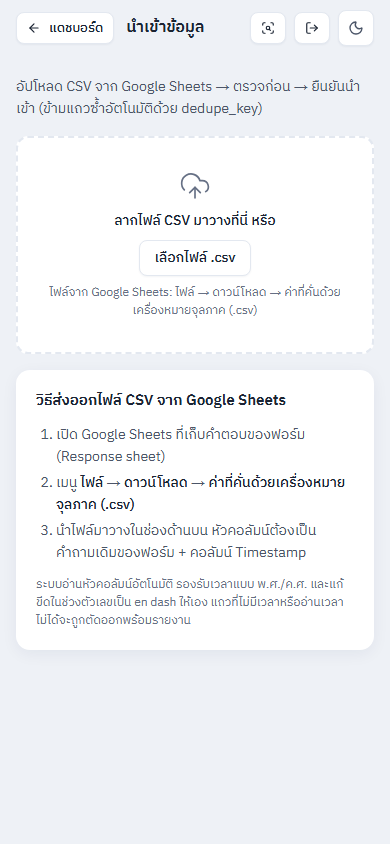 แดชบอร์ด
นำเข้าข้อมูล
อัปโหลด CSV จาก Google Sheets → ตรวจก่อน → ยืนยันนำ
เข้า (ข้ามแถวซ้ำอัตโนมัติด้วย dedupe_key)
ลากไฟล์ CSV มาวางที่นี่ หรือ
เลือกไฟล์ .csv
ไฟล์จาก Google Sheets: ไฟล์ → ดาวน์โหลด → ค่าที่คั่นด้วย
เครื่องหมายจุลภาค (.csv)
วิธีส่งออกไฟล์ CSV จาก Google Sheets
1. เปิด Google Sheets ที่เก็บคำตอบของฟอร์ม
(Response sheet)
2. เมนู ไฟล์ → ดาวน์โหลด → ค่าที่คั่นด้วยเครื่องหมาย
จุลภาค (.csv)
3. นำไฟล์มาวางในช่องด้านบน หัวคอลัมน์ต้องเป็น
คำถามเดิมของฟอร์ม + คอลัมน์ Timestamp
ระบบอ่านหัวคอลัมน์อัตโนมัติ รองรับเวลาแบบ พ.ศ./ค.ศ. และแก้
ขีดในช่วงตัวเลขเป็น en dash ให้เอง แถวที่ไม่มีเวลาหรืออ่านเวลา
ไม่ได้จะถูกตัดออกพร้อมรายงาน